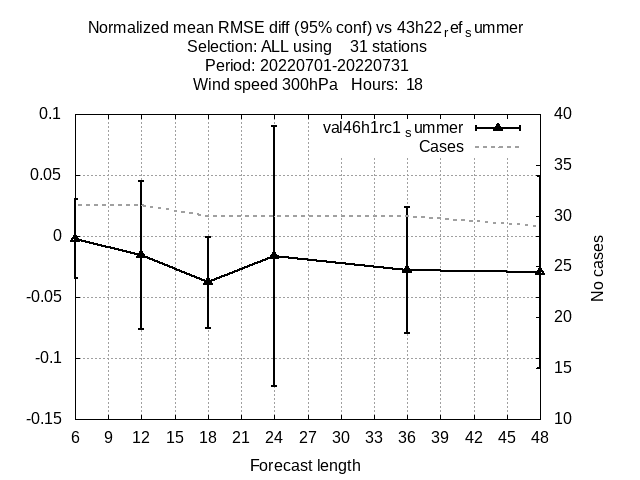 Normalized mean RMSE diff (95% conf) vs 43h22ref summer
Selection: ALL using 31 stations
Period: 20220701-20220731
Wind speed 300hPa Hours: 18
0.1
0.05
0
-0.05
-0.1
-0.15
40
35
30
25
20
15
10
val46h1rc1summer
Cases
No cases
6 9 12 15 18 21 24 27 30 33 36 39 42 45 48
Forecast length